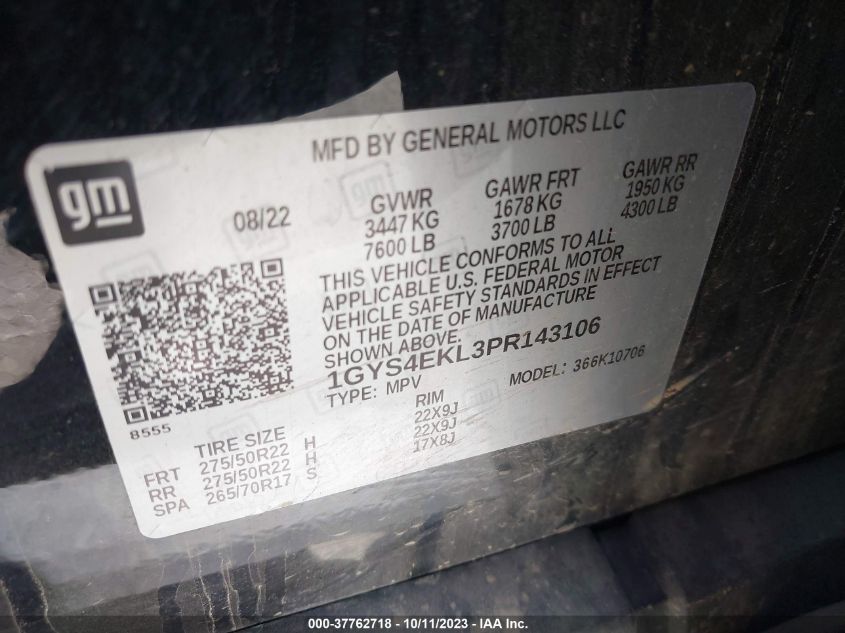 MFD BY GENERAL MOTORS LLC
gm
08/22
GVWR
3447 KG
7600 LB
GAWR FRT
1678 KG
3700 LB
GAWR RR
1950 KG
4300 LB
THIS VEHICLE CONFORMS TO ALL
APPLICABLE U.S. FEDERAL MOTOR
VEHICLE SAFETY STANDARDS IN EFFECT
ON THE DATE OF MANUFACTURE
SHOWN ABOVE.
1GYS4EKL3PR143106
TYPE: MPV
MODEL: 366K10706
8555
TIRE SIZE
RIM
FRT 275/50R22 H 22X9J
RR 275/50R22 H 22X9J
SPA 265/70R17 S 17X8J
000-37762718 - 10/11/2023 - IAA Inc.